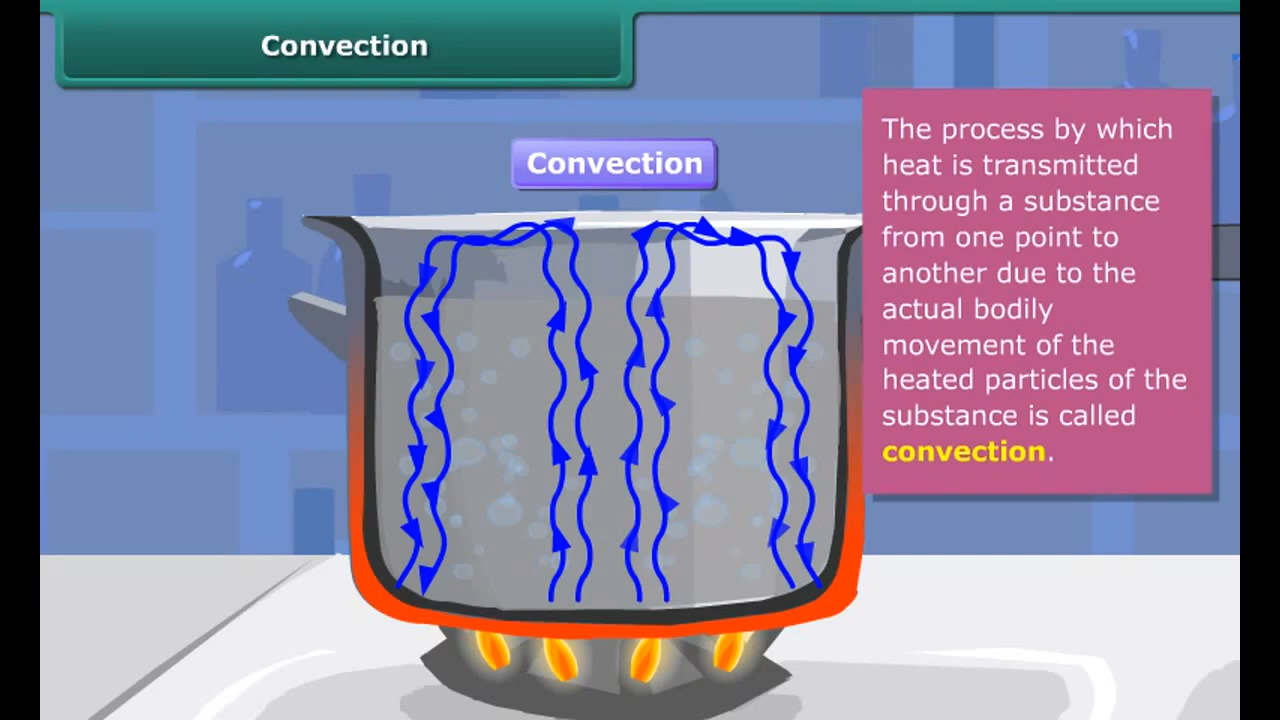 Convection
Convection
The process by which
heat is transmitted
through a substance
from one point to
another due to the
actual bodily
movement of the
heated particles of the
substance is called
convection.